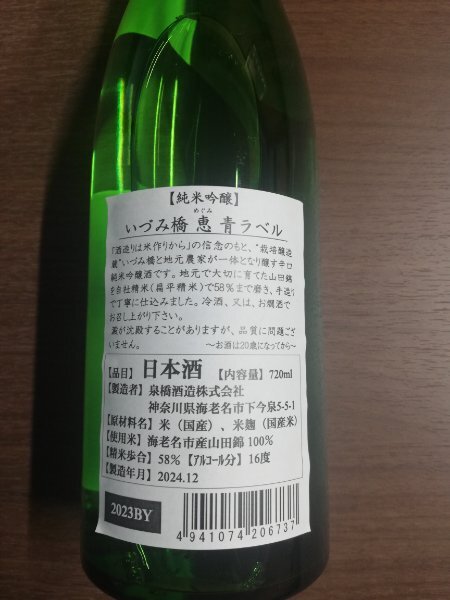 【純米吟醸】
めぐみ
いづみ橋 恵 青ラベル
『酒造りは米作りから』の信念のもと、"栽培醸造
蔵"いづみ橋と地元農家が一体となり醸す辛口
純米吟醸酒です。地元で大切に育てた山田錦
を自社精米(扁平精米)で58%まで磨き、手造り
で丁寧に仕込みました。冷酒、又は、お燗酒で
お召し上がり下さい。
澱が沈殿することがありますが、品質に問題ござ
いません。 ～お酒は20歳になってから～
【品目】 日本酒 【内容量】 720ml
【製造者】 泉橋酒造株式会社
神奈川県海老名市下今泉5-5-1
【原材料名】 米（国産）、米麹（国産米）
【使用米】 海老名市産山田錦 100%
【精米歩合】 58% 【アルコール分】 16度
【製造年月】 2024.12
2023BY
4 941074 206737